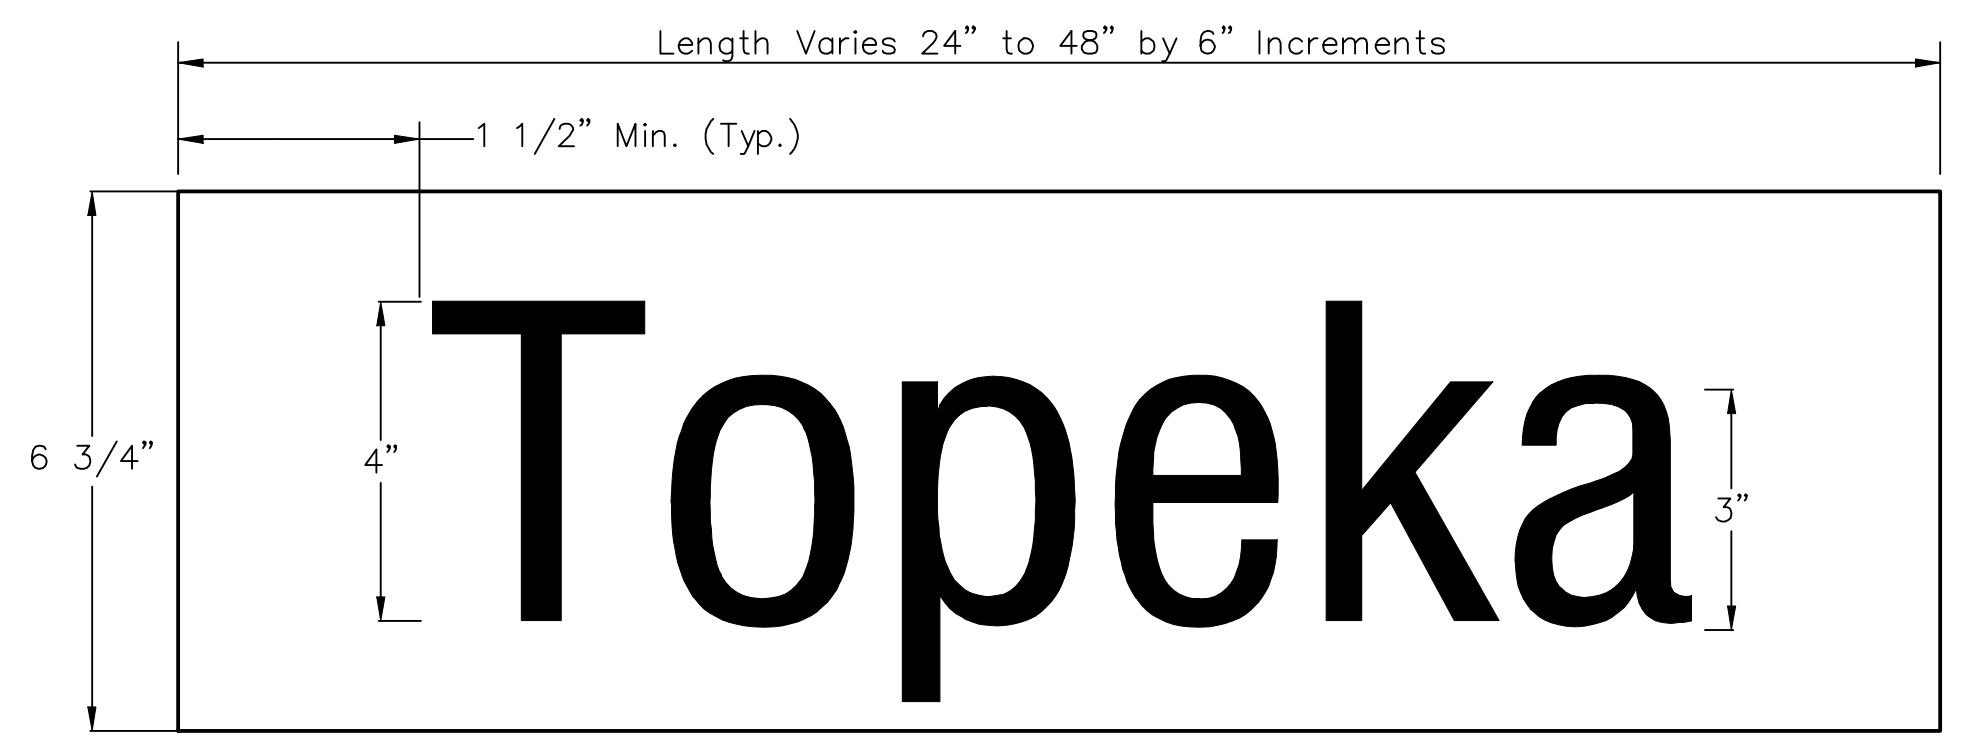 Length Varies 24” to 48” by 6” Increments
1 1/2” Min. (Typ.)
Topeka
6 3/4”
4”
3”